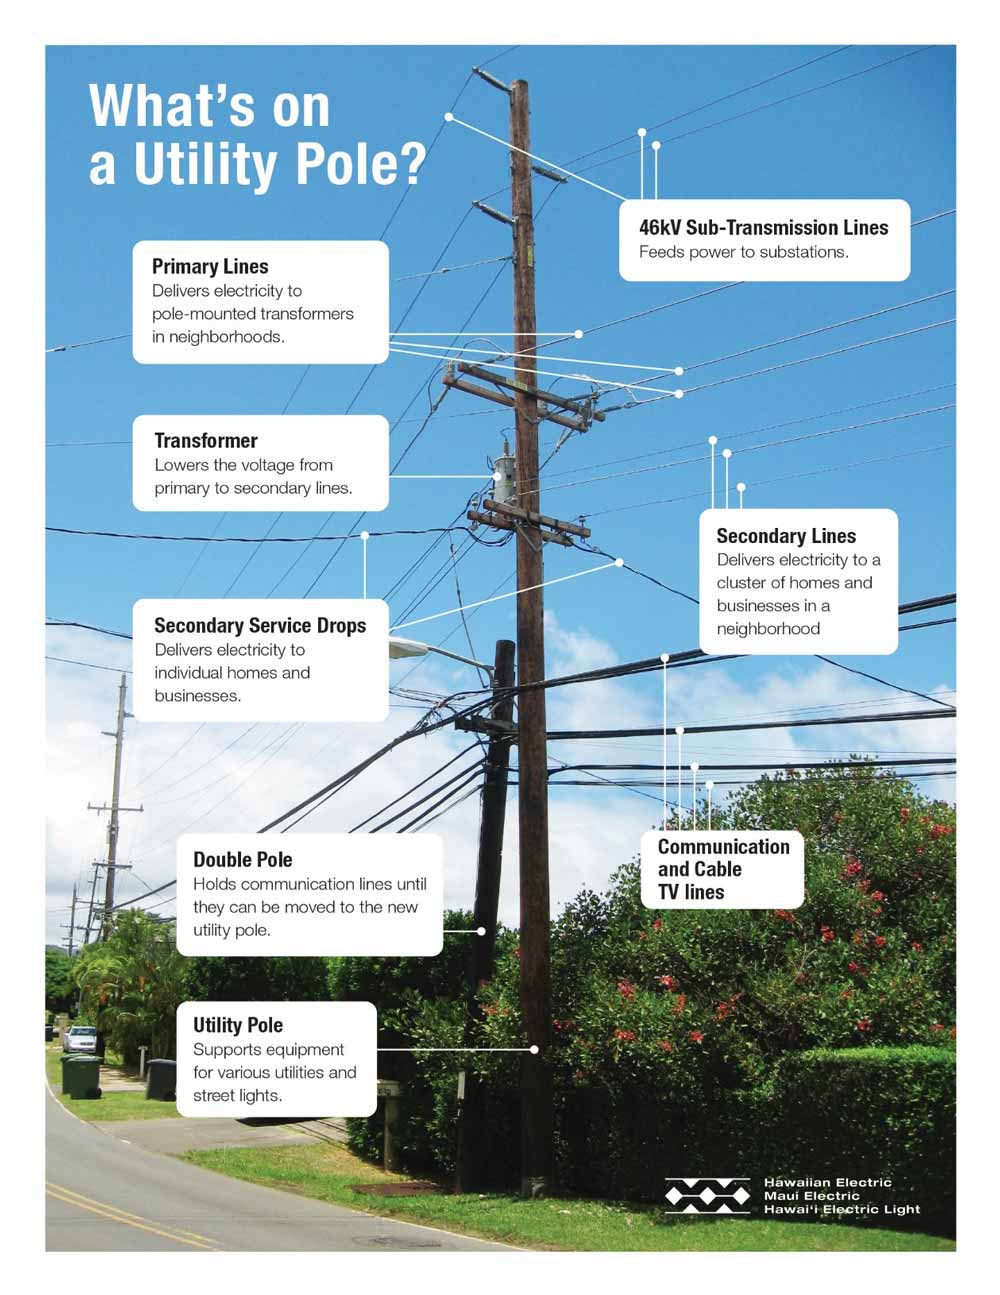 What's on
a Utility Pole?
46kV Sub-Transmission Lines
Feeds power to substations.
Primary Lines
Delivers electricity to
pole-mounted transformers
in neighborhoods.
Transformer
Lowers the voltage from
primary to secondary lines.
Secondary Lines
Delivers electricity to a
cluster of homes and
businesses in a
neighborhood
Secondary Service Drops
Delivers electricity to
individual homes and
businesses.
Communication
and Cable
TV lines
Double Pole
Holds communication lines until
they can be moved to the new
utility pole.
Utility Pole
Supports equipment
for various utilities and
street lights.
Hawaiian Electric
Maui Electric
Hawai‘i Electric Light